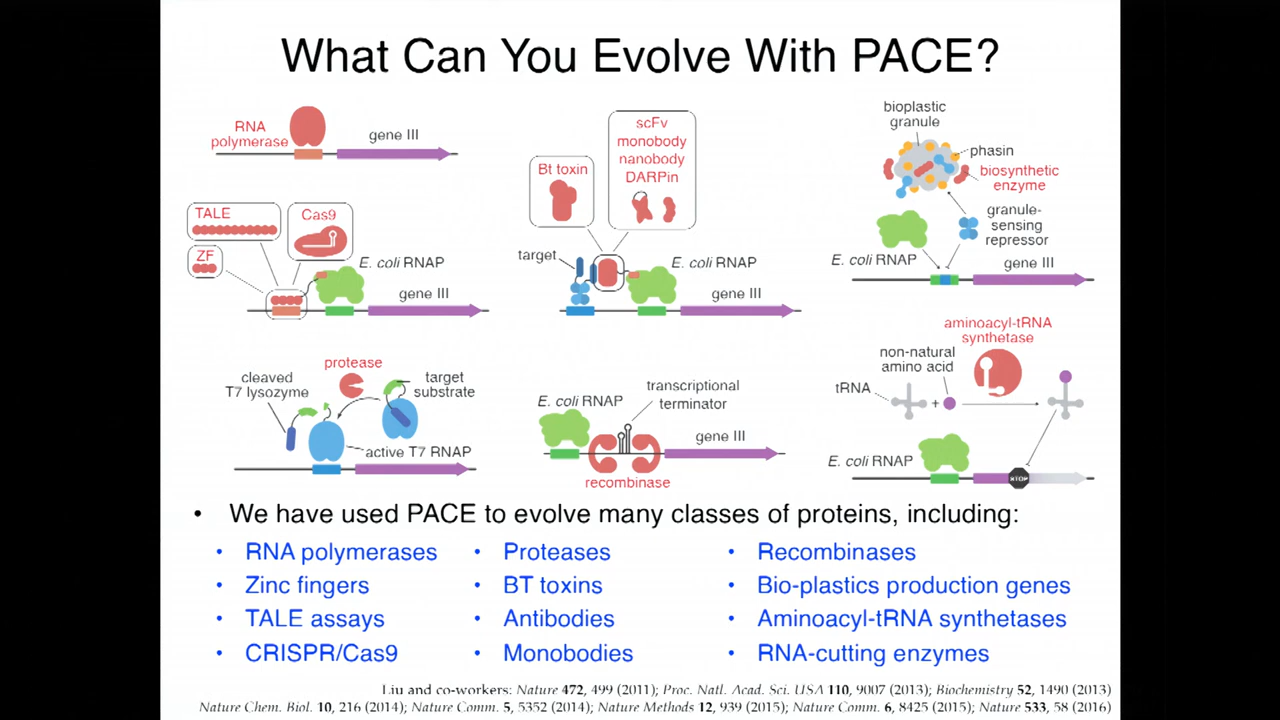 What Can You Evolve With PACE?
RNA
polymerase
gene III
TALE
Cas9
ZF
E. coli RNAP
gene III
Bt toxin
scFv
monobody
nanobody
DARPin
target
E. coli RNAP
gene III
bioplastic
granule
phasin
biosynthetic
enzyme
granule-
sensing
repressor
E. coli RNAP
gene III
protease
cleaved
T7 lysozyme
target
substrate
active T7 RNAP
E. coli RNAP
transcriptional
terminator
gene III
recombinase
aminoacyl-tRNA
synthetase
non-natural
amino acid
tRNA
+
E. coli RNAP
STOP
• We have used PACE to evolve many classes of proteins, including:
• RNA polymerases
• Zinc fingers
• TALE assays
• CRISPR/Cas9
• Proteases
• BT toxins
• Antibodies
• Monobodies
• Recombinases
• Bio-plastics production genes
• Aminoacyl-tRNA synthetases
• RNA-cutting enzymes
Liu and co-workers: Nature 472, 499 (2011); Proc. Natl. Acad. Sci. USA 110, 9007 (2013); Biochemistry 52, 1490 (2013)
Nature Chem. Biol. 10, 216 (2014); Nature Comm. 5, 5352 (2014); Nature Methods 12, 939 (2015); Nature Comm. 6, 8425 (2015); Nature 533, 58 (2016)